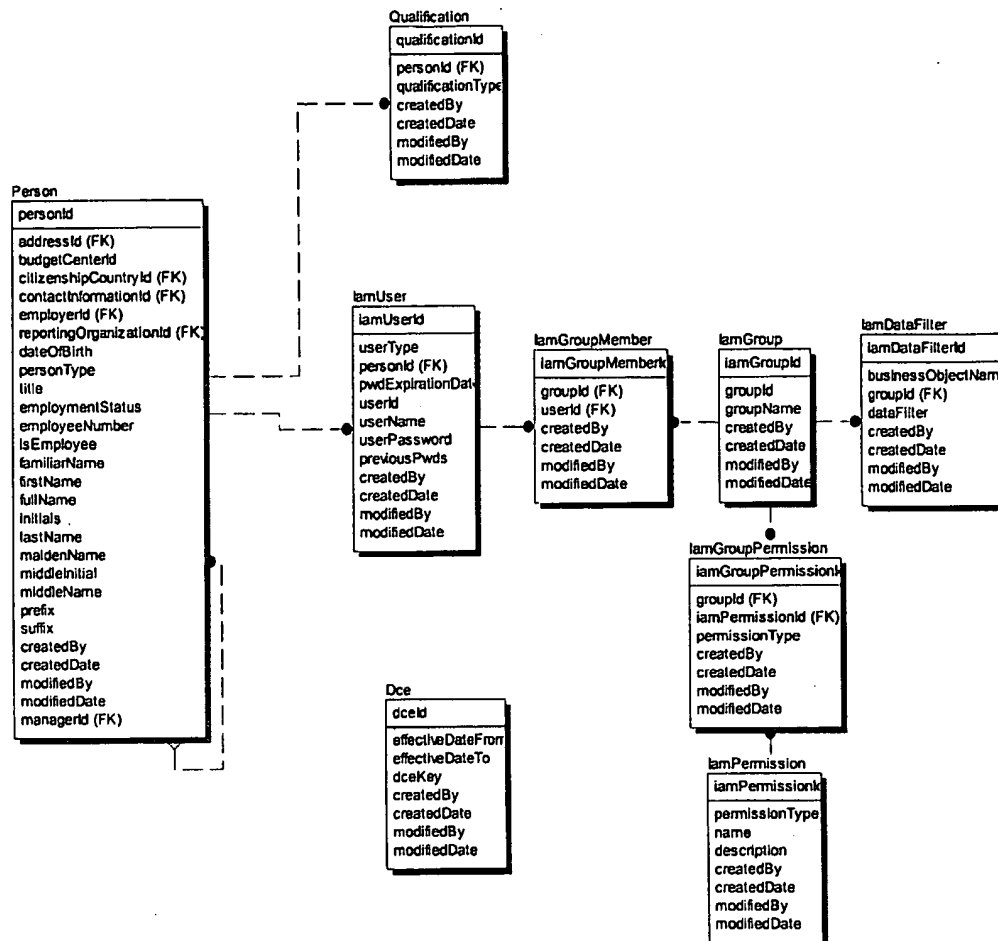 Qualification
qualificationId
personId (FK)
qualificationType
createdBy
createdDate
modifiedBy
modifiedDate
Person
personId
addressId (FK)
budgetCenterId
citizenshipCountryId (FK)
contactInformationId (FK)
employerId (FK)
reportingOrganizationId (FK)
dateOfBirth
personType
title
employmentStatus
employeeNumber
isEmployee
familiarName
firstName
fullName
initials
lastName
maidenName
middleInitial
middleName
prefix
suffix
createdBy
createdDate
modifiedBy
modifiedDate
managerId (FK)
IamUser
iamUserId
userType
personId (FK)
pwdExpirationDate
userId
userName
userPassword
previousPwds
createdBy
createdDate
modifiedBy
modifiedDate
IamGroupMember
iamGroupMemberI
groupId (FK)
userId (FK)
createdBy
createdDate
modifiedBy
modifiedDate
IamGroup
iamGroupId
groupId
groupName
createdBy
createdDate
modifiedBy
modifiedDate
IamDataFilter
iamDataFilterId
businessObjectNam
groupId (FK)
dataFilter
createdBy
createdDate
modifiedBy
modifiedDate
IamGroupPermission
iamGroupPermissionI
groupId (FK)
iamPermissionId (FK)
permissionType
createdBy
createdDate
modifiedBy
modifiedDate
Dce
dceId
effectiveDateFrom
effectiveDateTo
dceKey
createdBy
createdDate
modifiedBy
modifiedDate
IamPermission
iamPermissionI
permissionType
name
description
createdBy
createdDate
modifiedBy
modifiedDate